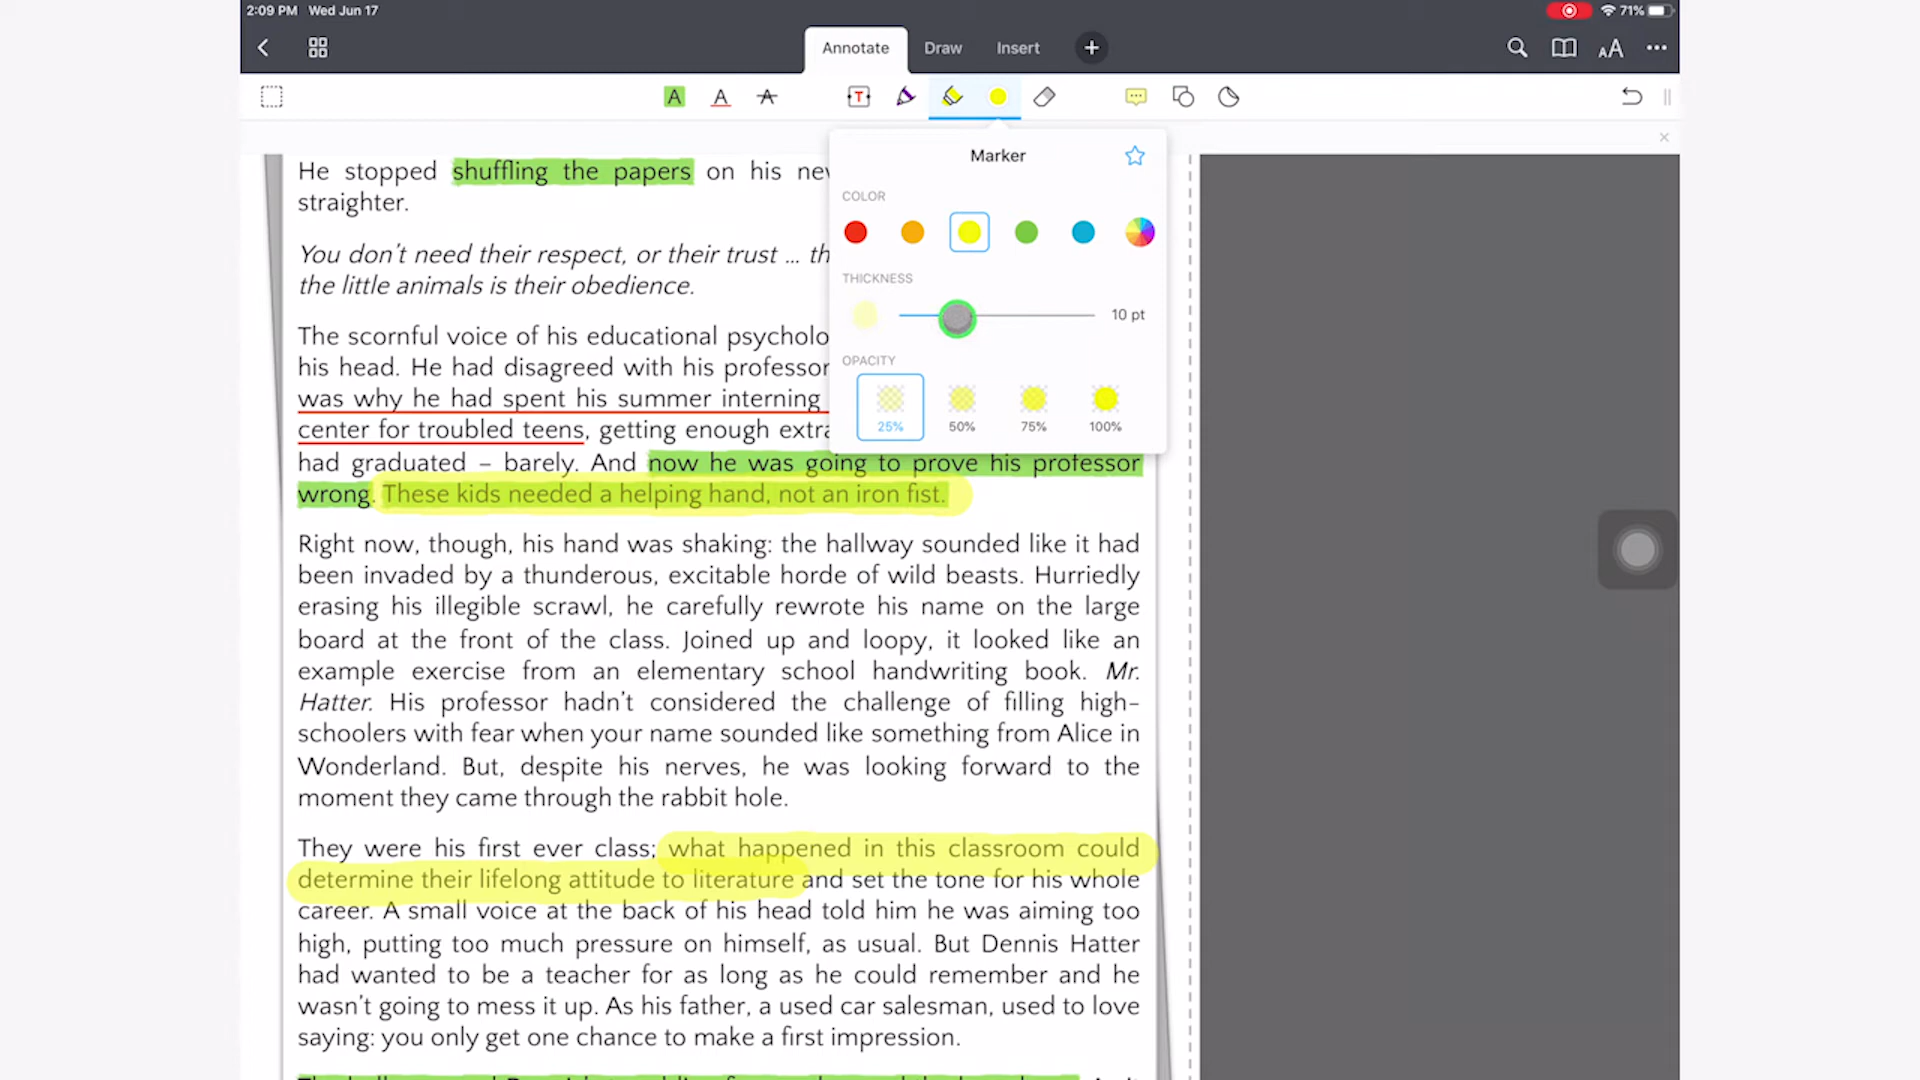 2:09 PM Wed Jun 17
71%
Annotate Draw Insert
AA
A A A T
Marker
COLOR
THICKNESS
10 pt
OPACITY
25% 50% 75% 100%
He stopped shuffling the papers on his
straighter.
You don't need their respect, or their trust ...
the little animals is their obedience.
The scornful voice of his educational
his head. He had disagreed with his professor
was why he had spent his summer interning
center for troubled teens, getting enough
had graduated – barely. And now he was going to prove his professor
wrong. These kids needed a helping hand, not an iron fist.
Right now, though, his hand was shaking: the hallway sounded like it had
been invaded by a thunderous, excitable horde of wild beasts. Hurriedly
erasing his illegible scrawl, he carefully rewrote his name on the large
board at the front of the class. Joined up and loopy, it looked like an
example exercise from an elementary school handwriting book. Mr.
Hatter. His professor hadn't considered the challenge of filling high-
schoolers with fear when your name sounded like something from Alice in
Wonderland. But, despite his nerves, he was looking forward to the
moment they came through the rabbit hole.
They were his first ever class; what happened in this classroom could
determine their lifelong attitude to literature and set the tone for his whole
career. A small voice at the back of his head told him he was aiming too
high, putting too much pressure on himself, as usual. But Dennis Hatter
had wanted to be a teacher for as long as he could remember and he
wasn't going to mess it up. As his father, a used car salesman, used to love
saying: you only get one chance to make a first impression.